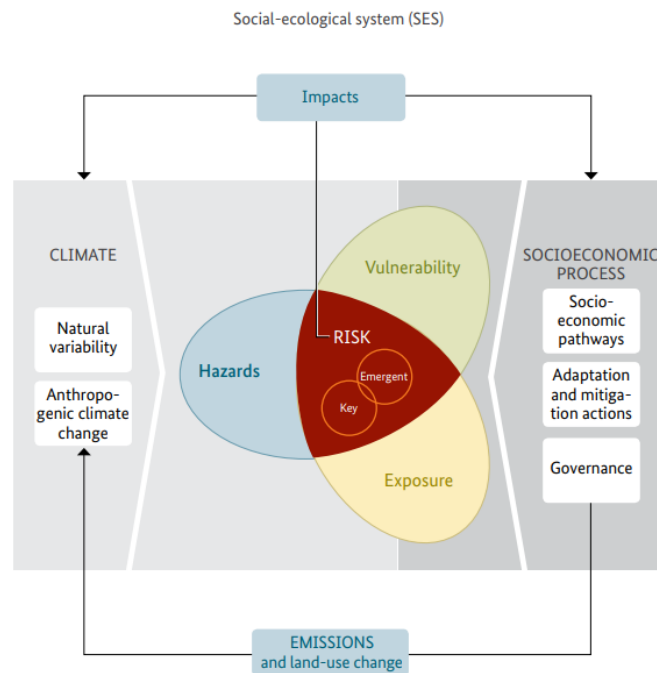 Social-ecological system (SES)
Impacts
CLIMATE
Natural
variability
Anthropo-
genic climate
change
Hazards
Vulnerability
RISK
Emergent
Key
Exposure
SOCIOECONOMIC
PROCESS
Socio-
economic
pathways
Adaptation and
mitiga-
tion actions
Governance
EMISSIONS
and land-use change